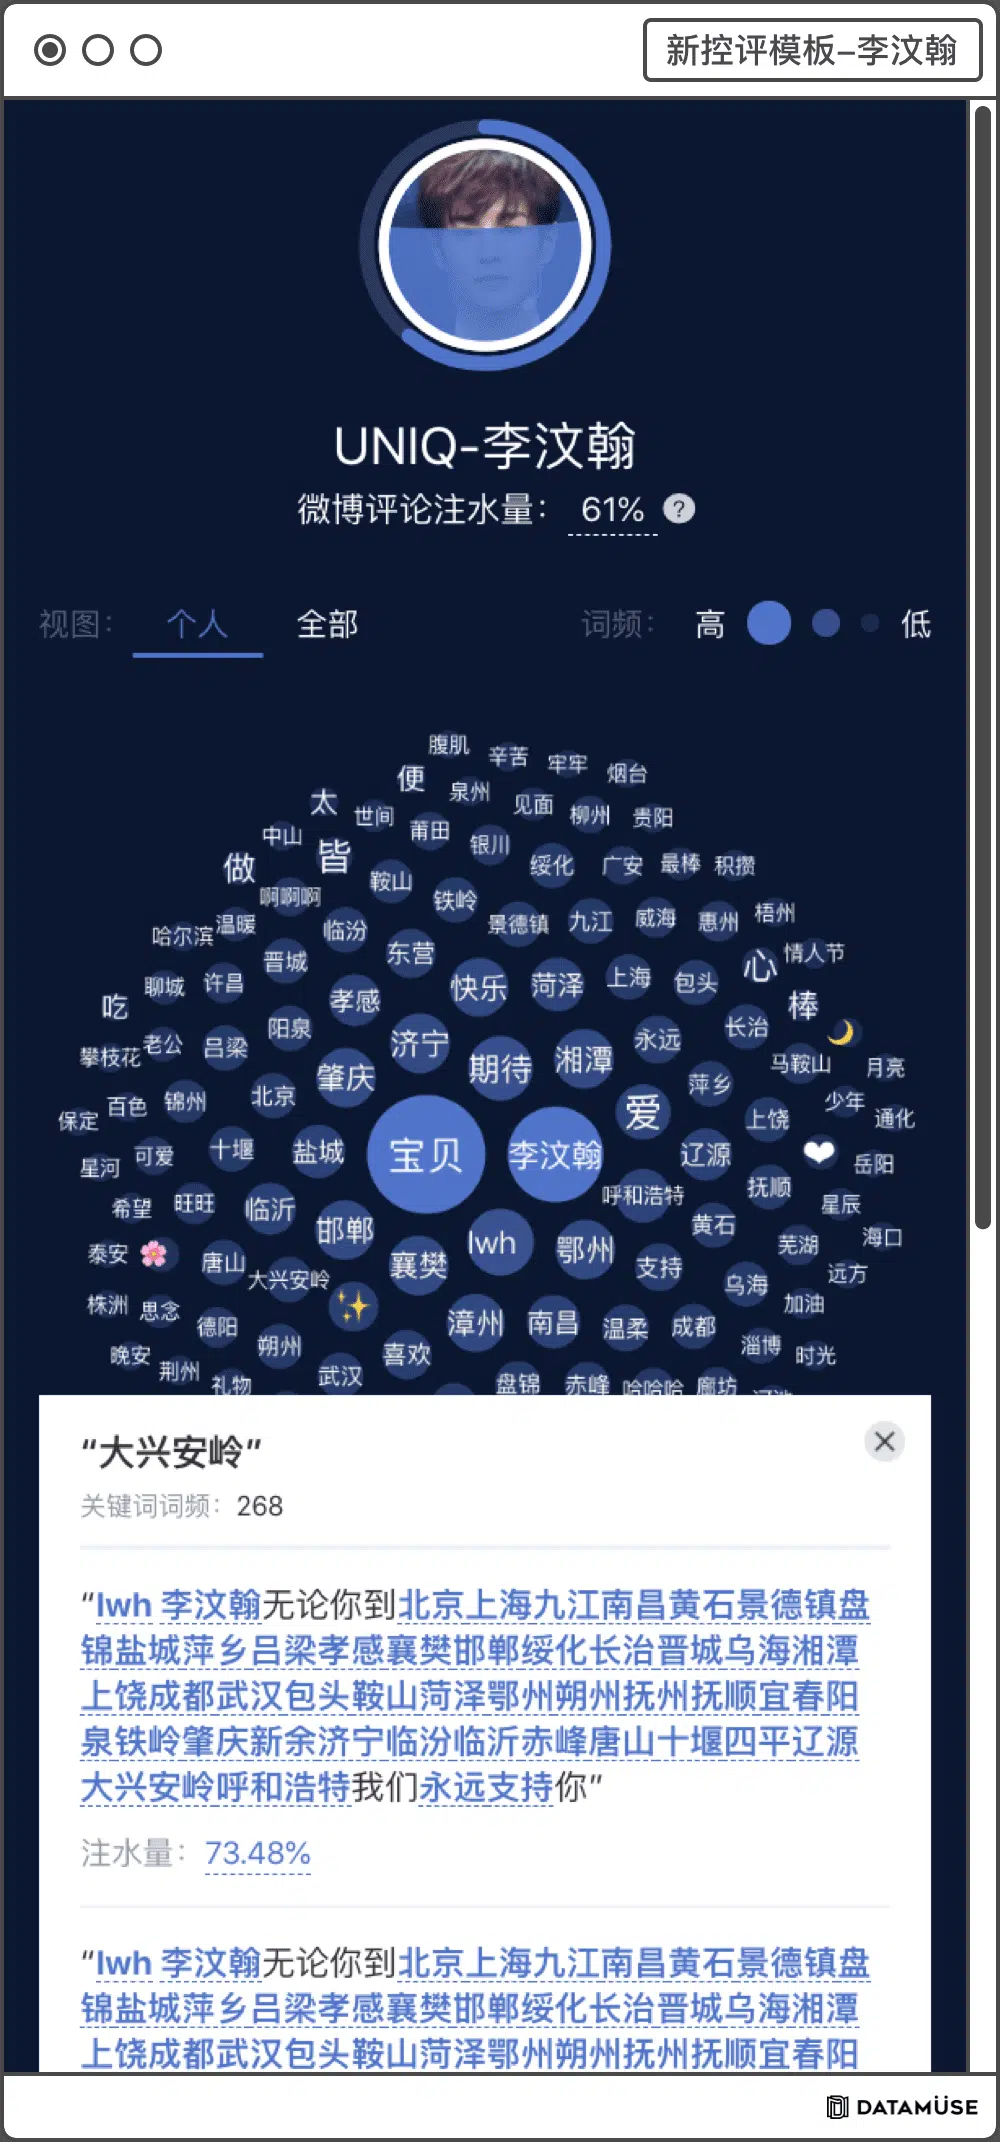 新控评模板-李汶翰
UNIQ-李汶翰
微博评论注水量： 61% ?
视图： 个人 全部 词频： 高 低
腹肌 辛苦 牢牢 烟台
便 泉州 见面 柳州 贵阳
太 世间 莆田 银川
中山 皆 绥化 广安 最棒 积攒
做 鞍山 铁岭
啊啊啊 临汾 景德镇 九江 威海 惠州 梧州
哈尔滨 温暖 晋城 东营 心 情人节
聊城 许昌 孝感 快乐 菏泽 上海 包头
吃 阳泉 济宁 永远 长治 棒 🌙
攀枝花 老公 吕梁 肇庆 期待 湘潭 马鞍山 月亮
保定 百色 锦州 北京 爱 萍乡 少年
星河 可爱 十堰 盐城 宝贝 李汶翰 辽源 上饶 ❤ 通化
岳阳
希望 旺旺 临沂 呼和浩特 抚顺 星辰
泰安 🌸 唐山 邯郸 lwh 鄂州 黄石 芜湖 海口
大兴安岭 襄樊 支持 乌海 远方
株洲 思念 德阳 ✨ 漳州 南昌 温柔 成都 加油
晚安 朔州 喜欢 淄博 时光
荆州 礼物 武汉 盘锦 赤峰 哈哈哈 廊坊
“大兴安岭”
关键词词频： 268
“lwh 李汶翰无论你到北京上海九江南昌黄石景德镇盘
锦盐城萍乡吕梁孝感襄樊邯郸绥化长治晋城乌海湘潭
上饶成都武汉包头鞍山菏泽鄂州朔州抚州抚顺宜春阳
泉铁岭肇庆新余济宁临汾临沂赤峰唐山十堰四平辽源
大兴安岭呼和浩特我们永远支持你”
注水量： 73.48%
“lwh 李汶翰无论你到北京上海九江南昌黄石景德镇盘
锦盐城萍乡吕梁孝感襄樊邯郸绥化长治晋城乌海湘潭
上饶成都武汉包头鞍山菏泽鄂州朔州抚州抚顺宜春阳
DATAMÜSE